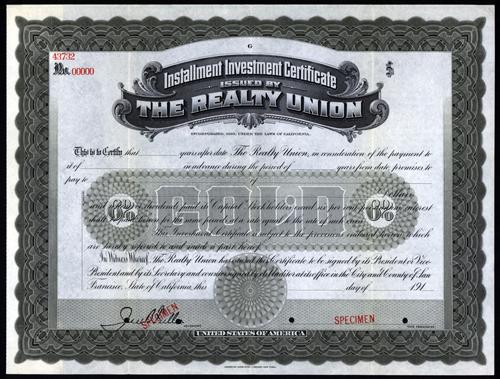 G
43732
No. 00000
$
Installment Investment Certificate
ISSUED BY
THE REALTY UNION
INCORPORATED, UNDER THE LAWS OF CALIFORNIA.
This is to Certify that years after date The Realty Union, in consideration of the payment to
it of in advance during the period of years from date promises to
pay to
Dollars
6% GOLD 6%
This Investment Certificate is subject to the provisions endorsed hereon which
are hereby referred to and made a part hereof.
In Witness Whereof, The Realty Union has caused this Certificate to be signed by its President or Vice-
President and by its Secretary and countersigned by its Auditor at its office in the City and County of San
Francisco, State of California, this day of 191
SPECIMEN SPECIMEN
UNITED STATES OF AMERICA